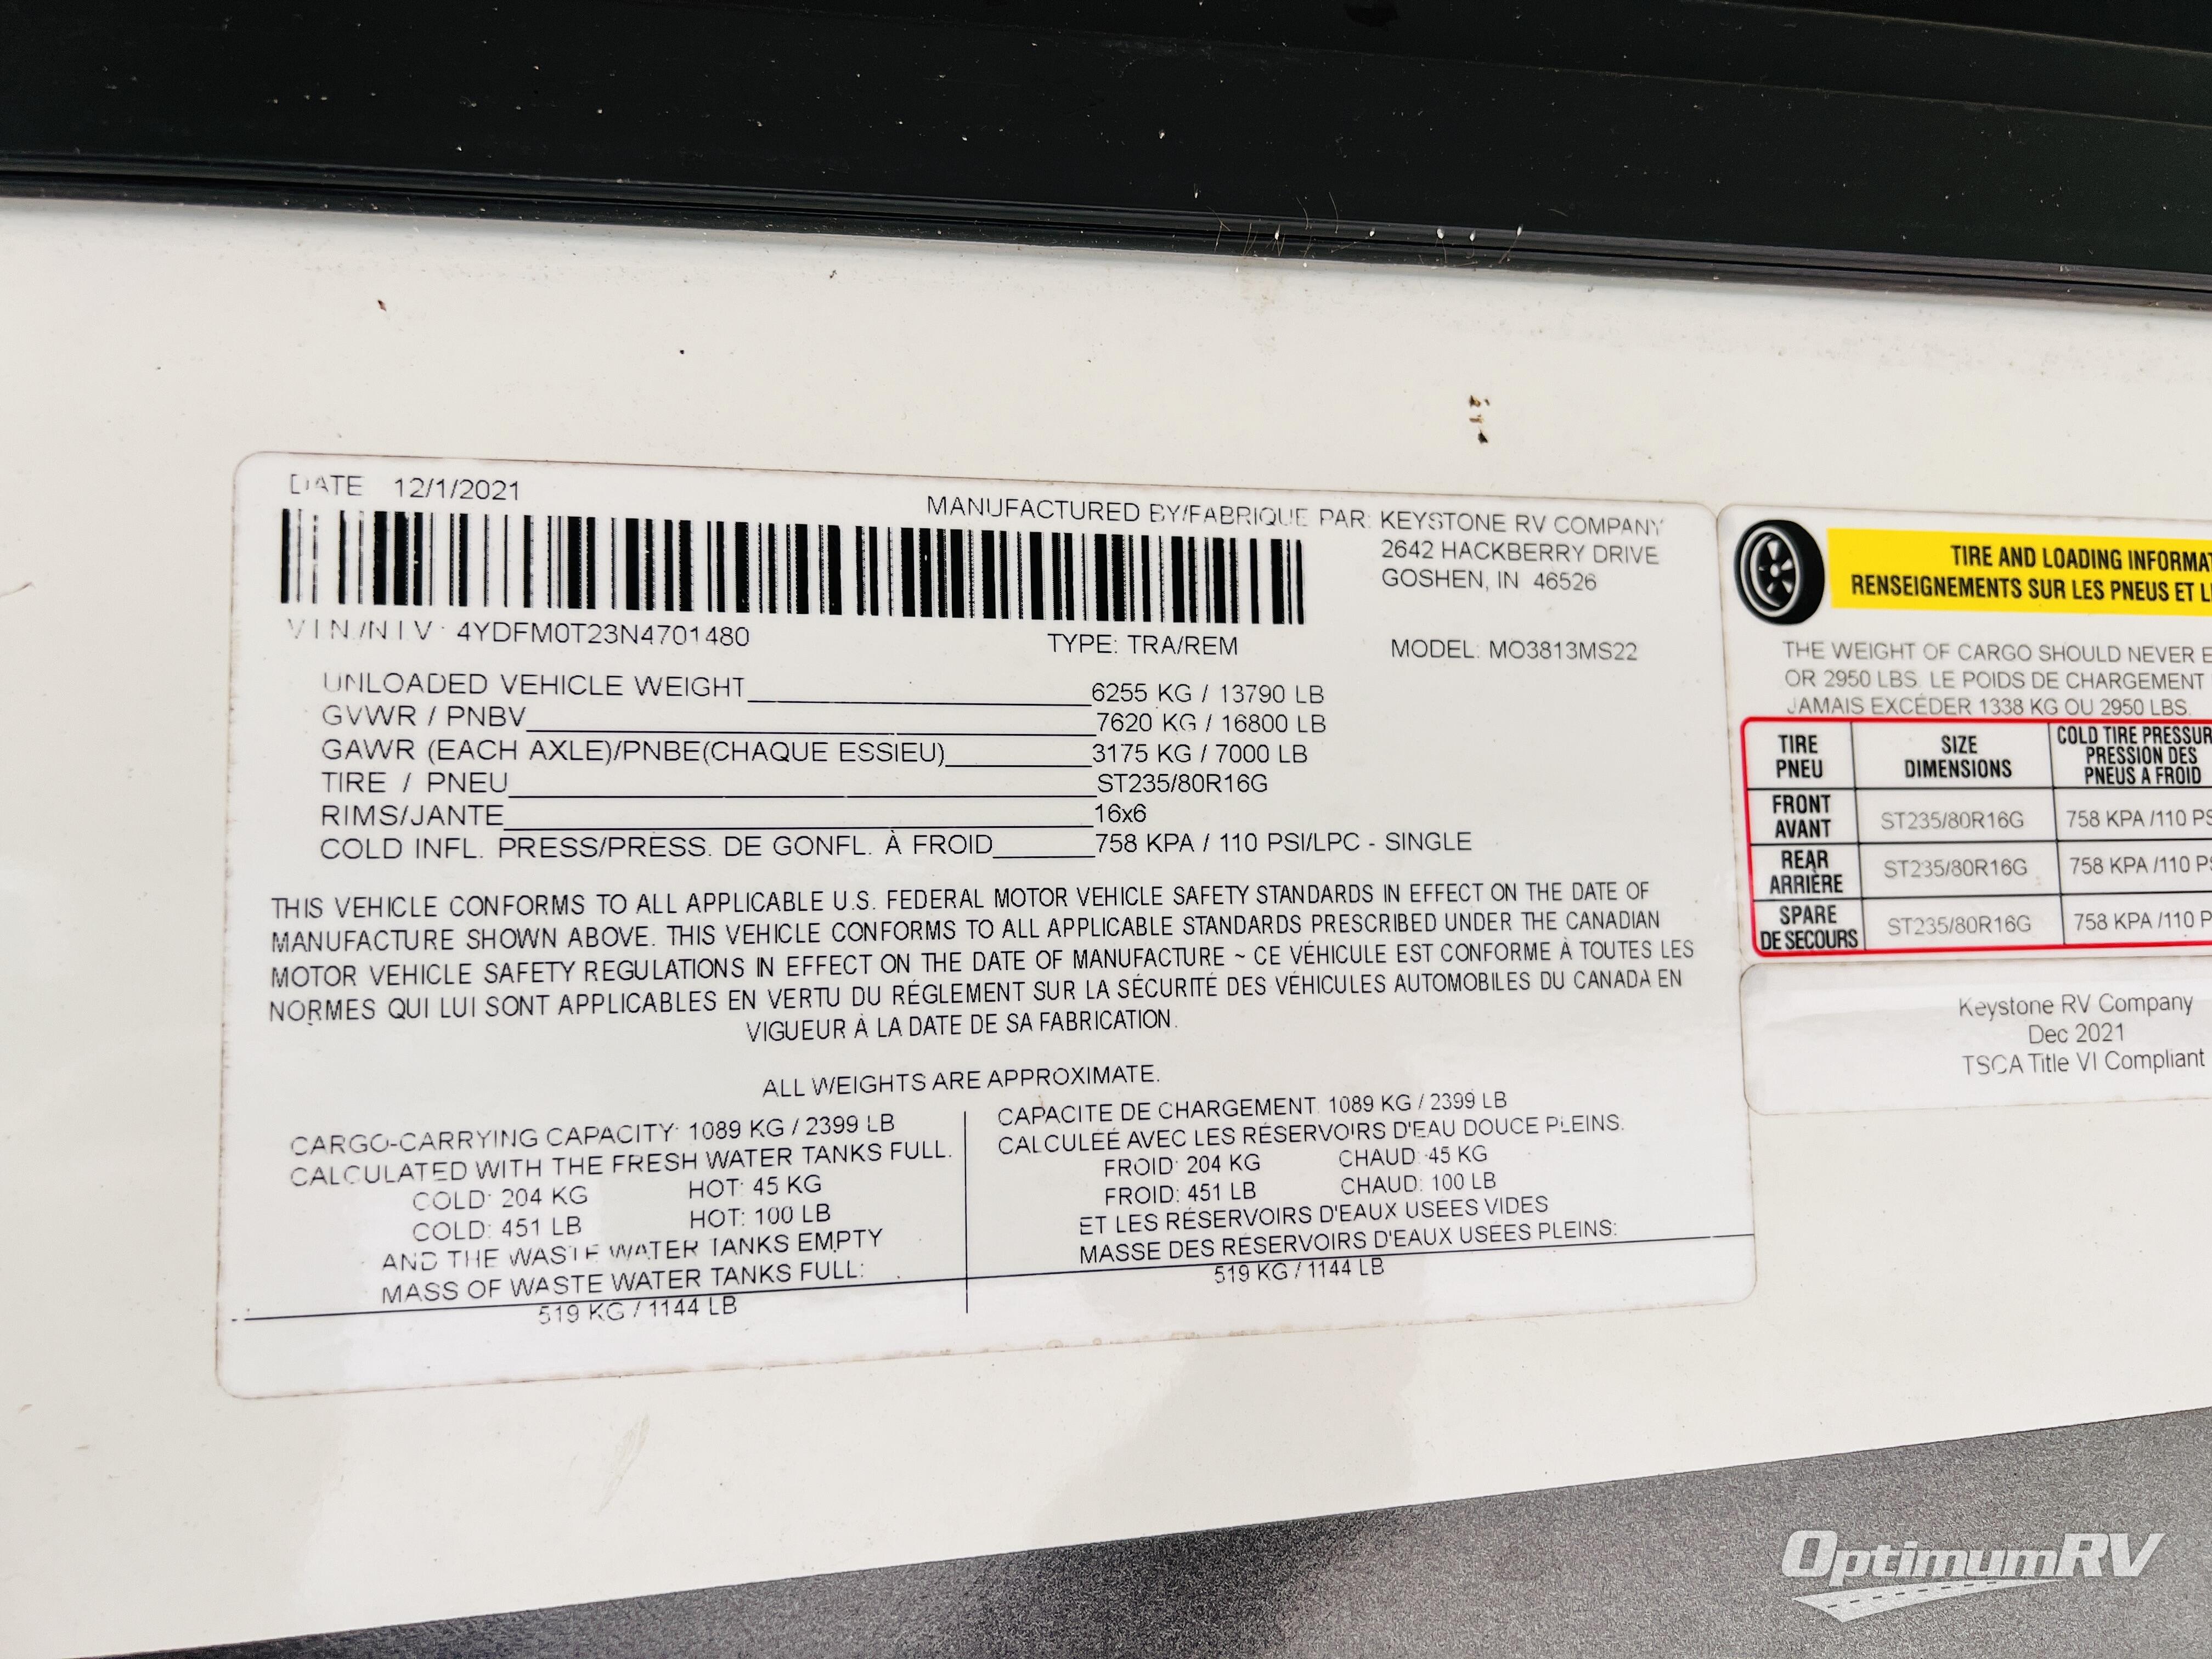 DATE 12/1/2021
MANUFACTURED BY/FABRIQUE PAR: KEYSTONE RV COMPANY
2642 HACKBERRY DRIVE
GOSHEN, IN 46526
VIN/NIV: 4YDFM0T23N4701480
TYPE: TRA/REM
MODEL: MO3813MS22
UNLOADED VEHICLE WEIGHT 6255 KG / 13790 LB
GVWR / PNBV 7620 KG / 16800 LB
GAWR (EACH AXLE)/PNBE(CHAQUE ESSIEU) 3175 KG / 7000 LB
TIRE / PNEU ST235/80R16G
RIMS/JANTE 16x6
COLD INFL. PRESS/PRESS. DE GONFL. À FROID 758 KPA / 110 PSI/LPC - SINGLE
THIS VEHICLE CONFORMS TO ALL APPLICABLE U.S. FEDERAL MOTOR VEHICLE SAFETY STANDARDS IN EFFECT ON THE DATE OF
MANUFACTURE SHOWN ABOVE. THIS VEHICLE CONFORMS TO ALL APPLICABLE STANDARDS PRESCRIBED UNDER THE CANADIAN
MOTOR VEHICLE SAFETY REGULATIONS IN EFFECT ON THE DATE OF MANUFACTURE ~ CE VÉHICULE EST CONFORME À TOUTES LES
NORMES QUI LUI SONT APPLICABLES EN VERTU DU RÉGLEMENT SUR LA SÉCURITÉ DES VÉHICULES AUTOMOBILES DU CANADA EN
VIGUEUR À LA DATE DE SA FABRICATION.
ALL WEIGHTS ARE APPROXIMATE.
CARGO-CARRYING CAPACITY: 1089 KG / 2399 LB
CALCULATED WITH THE FRESH WATER TANKS FULL.
COLD: 204 KG HOT: 45 KG
COLD: 451 LB HOT: 100 LB
AND THE WASTE WATER TANKS EMPTY
MASS OF WASTE WATER TANKS FULL:
519 KG / 1144 LB
CAPACITE DE CHARGEMENT: 1089 KG / 2399 LB
CALCULÉE AVEC LES RÉSERVOIRS D'EAU DOUCE PLEINS.
FROID: 204 KG CHAUD: 45 KG
FROID: 451 LB CHAUD: 100 LB
ET LES RÉSERVOIRS D'EAUX USÉES VIDES
MASSE DES RÉSERVOIRS D'EAUX USÉES PLEINS:
519 KG / 1144 LB
TIRE AND LOADING
RENSEIGNEMENTS SUR LES PNEUS ET
THE WEIGHT OF CARGO SHOULD NEVER
OR 2950 LBS. LE POIDS DE CHARGEMENT
JAMAIS EXCÉDER 1338 KG OU 2950 LBS.
TIRE PNEU
SIZE DIMENSIONS
COLD TIRE
PRESSION DES
PNEUS A FROID
FRONT AVANT ST235/80R16G 758 KPA /110
REAR ARRIÈRE ST235/80R16G 758 KPA /110
SPARE DE SECOURS ST235/80R16G 758 KPA /110
Keystone RV Company
Dec 2021
TSCA Title VI Compliant
OptimumRV